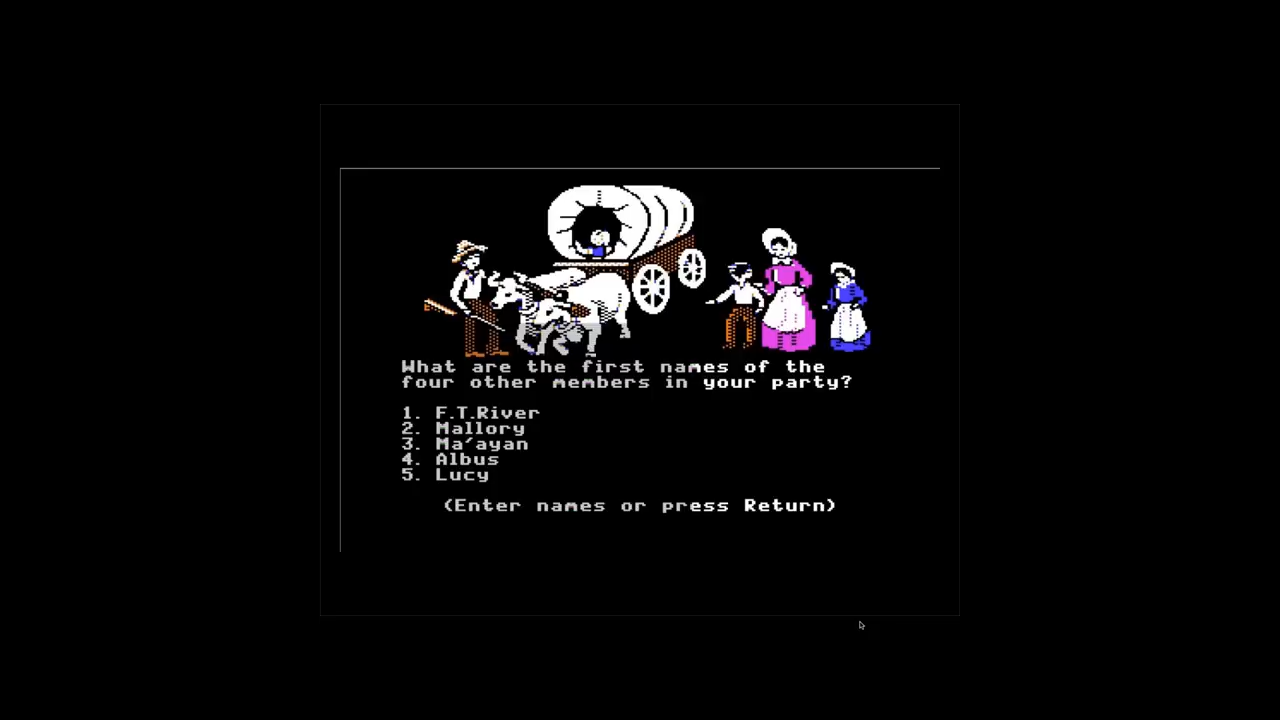 What are the first names of the
four other members in your party?
1. F.T.River
2. Mallory
3. Ma'ayan
4. Albus
5. Lucy
(Enter names or press Return)